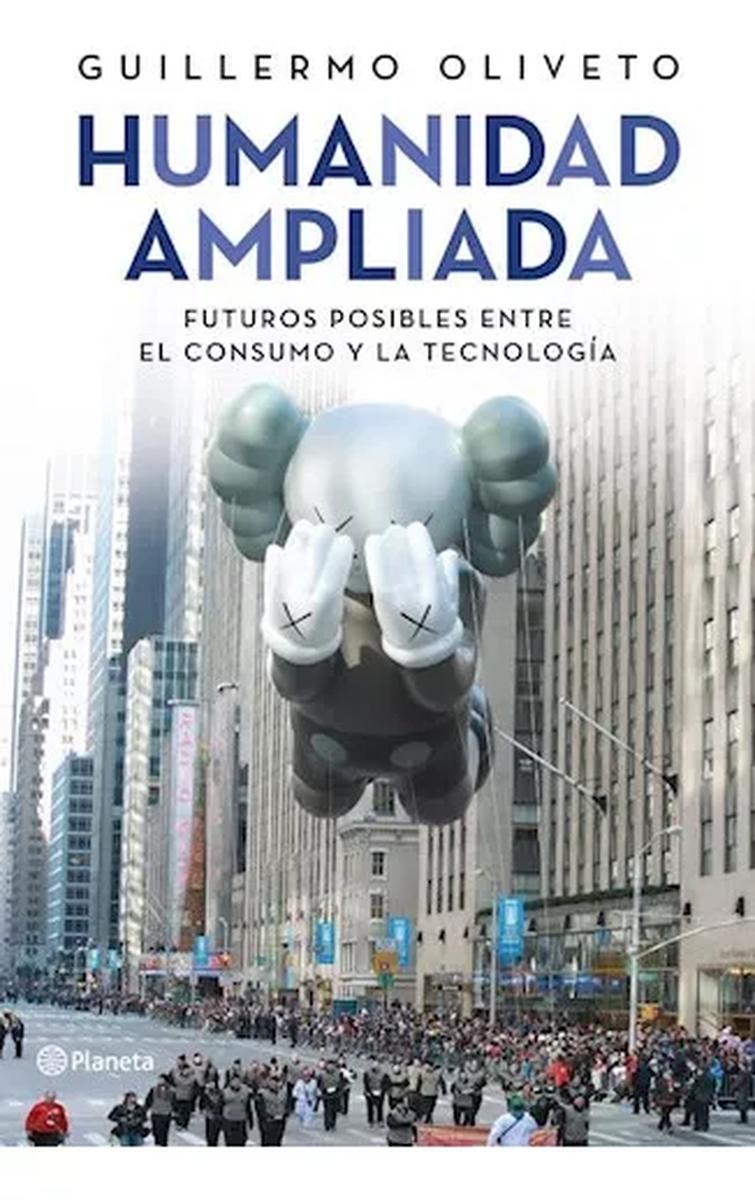 GUILLERMO OLIVETO
HUMANIDAD
AMPLIADA
FUTUROS POSIBLES ENTRE
EL CONSUMO Y LA TECNOLOGÍA
Planeta